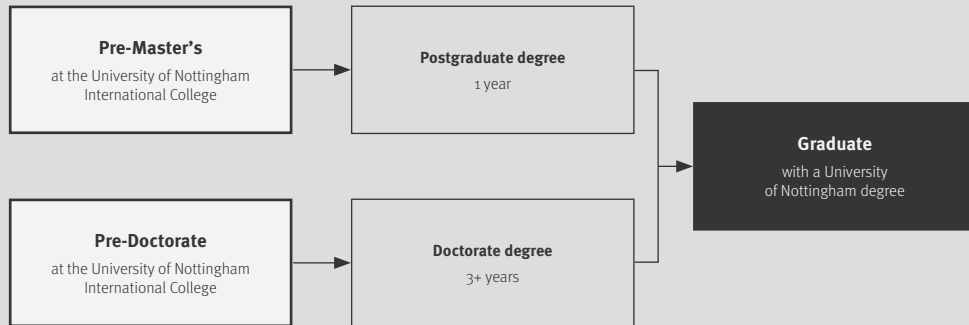 Pre-Master’s
at the University of Nottingham
International College
Postgraduate degree
1 year
Graduate
with a University
of Nottingham degree
Pre-Doctorate
at the University of Nottingham
International College
Doctorate degree
3+ years